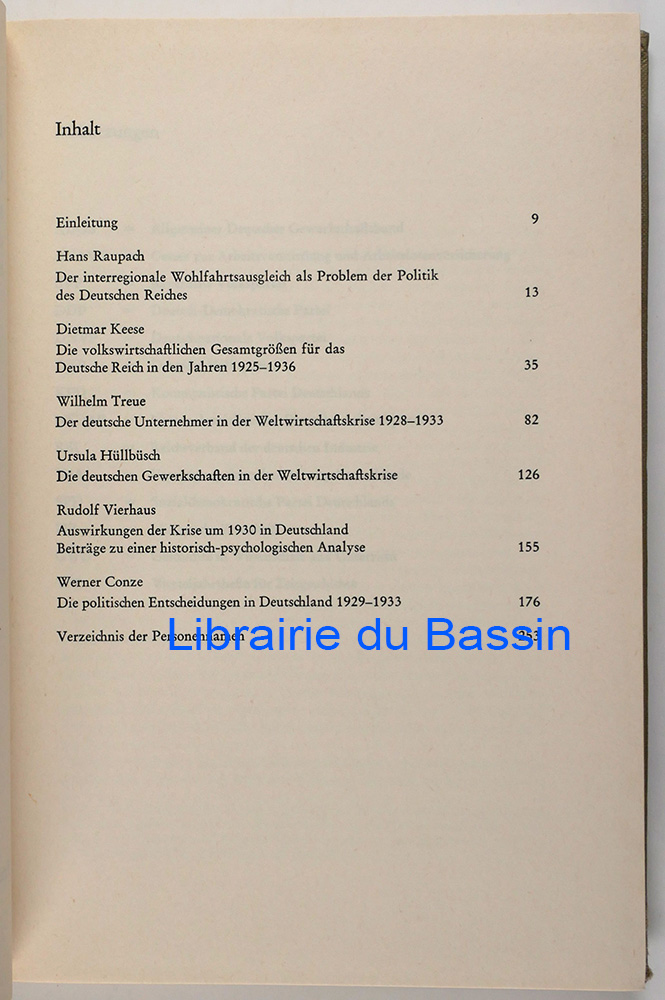 Inhalt
Einleitung 9
Hans Raupach
Der interregionale Wohlfahrtsausgleich als Problem der Politik
des Deutschen Reiches 13
Dietmar Keese
Die volkswirtschaftlichen Gesamtgrößen für das
Deutsche Reich in den Jahren 1925–1936 35
Wilhelm Treue
Der deutsche Unternehmer in der Weltwirtschaftskrise 1928–1933 82
Ursula Hüllbüsch
Die deutschen Gewerkschaften in der Weltwirtschaftskrise 126
Rudolf Vierhaus
Auswirkungen der Krise um 1930 in Deutschland
Beiträge zu einer historisch-psychologischen Analyse 155
Werner Conze
Die politischen Entscheidungen in Deutschland 1929–1933 176
Verzeichnis der Personennamen 253
Librairie du Bassin